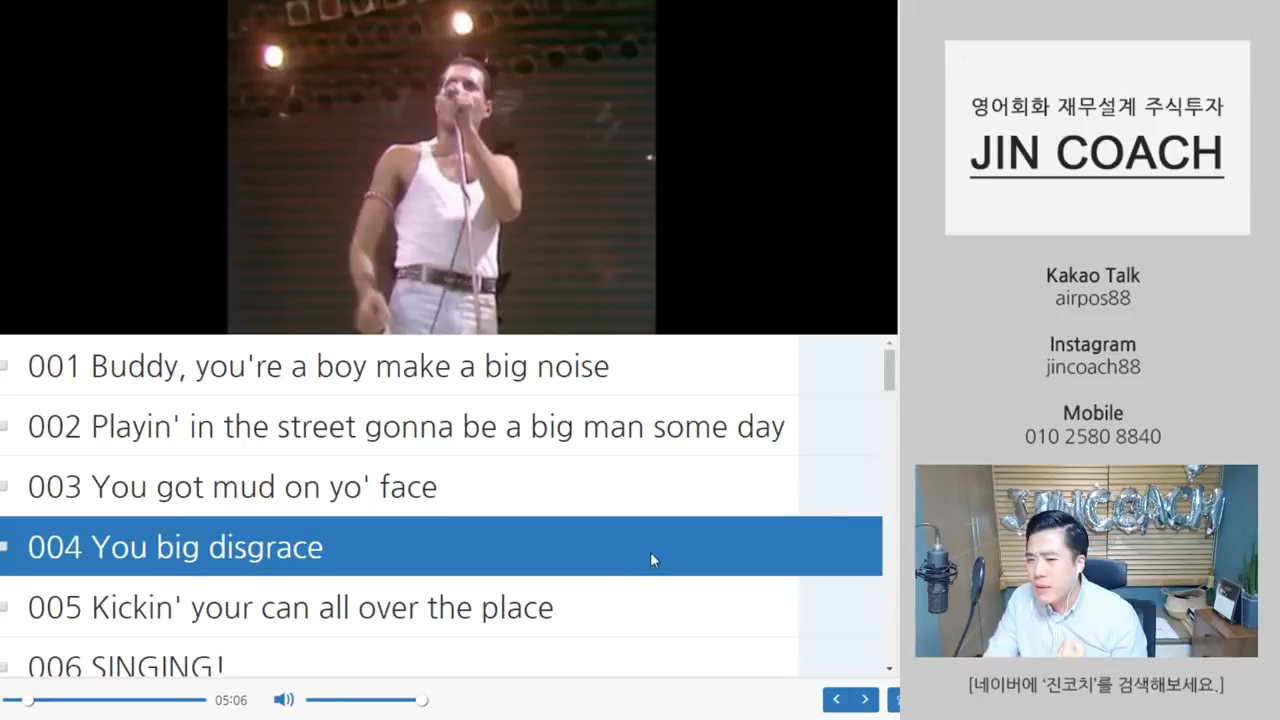 영어회화 재무설계 주식투자
JIN COACH
Kakao Talk
airpos88
Instagram
jincoach88
Mobile
010 2580 8840
JINCOACH
[네이버에 '진코치'를 검색해보세요.]
001 Buddy, you're a boy make a big noise
002 Playin' in the street gonna be a big man some day
003 You got mud on yo' face
004 You big disgrace
005 Kickin' your can all over the place
006 SINGING!
05:06